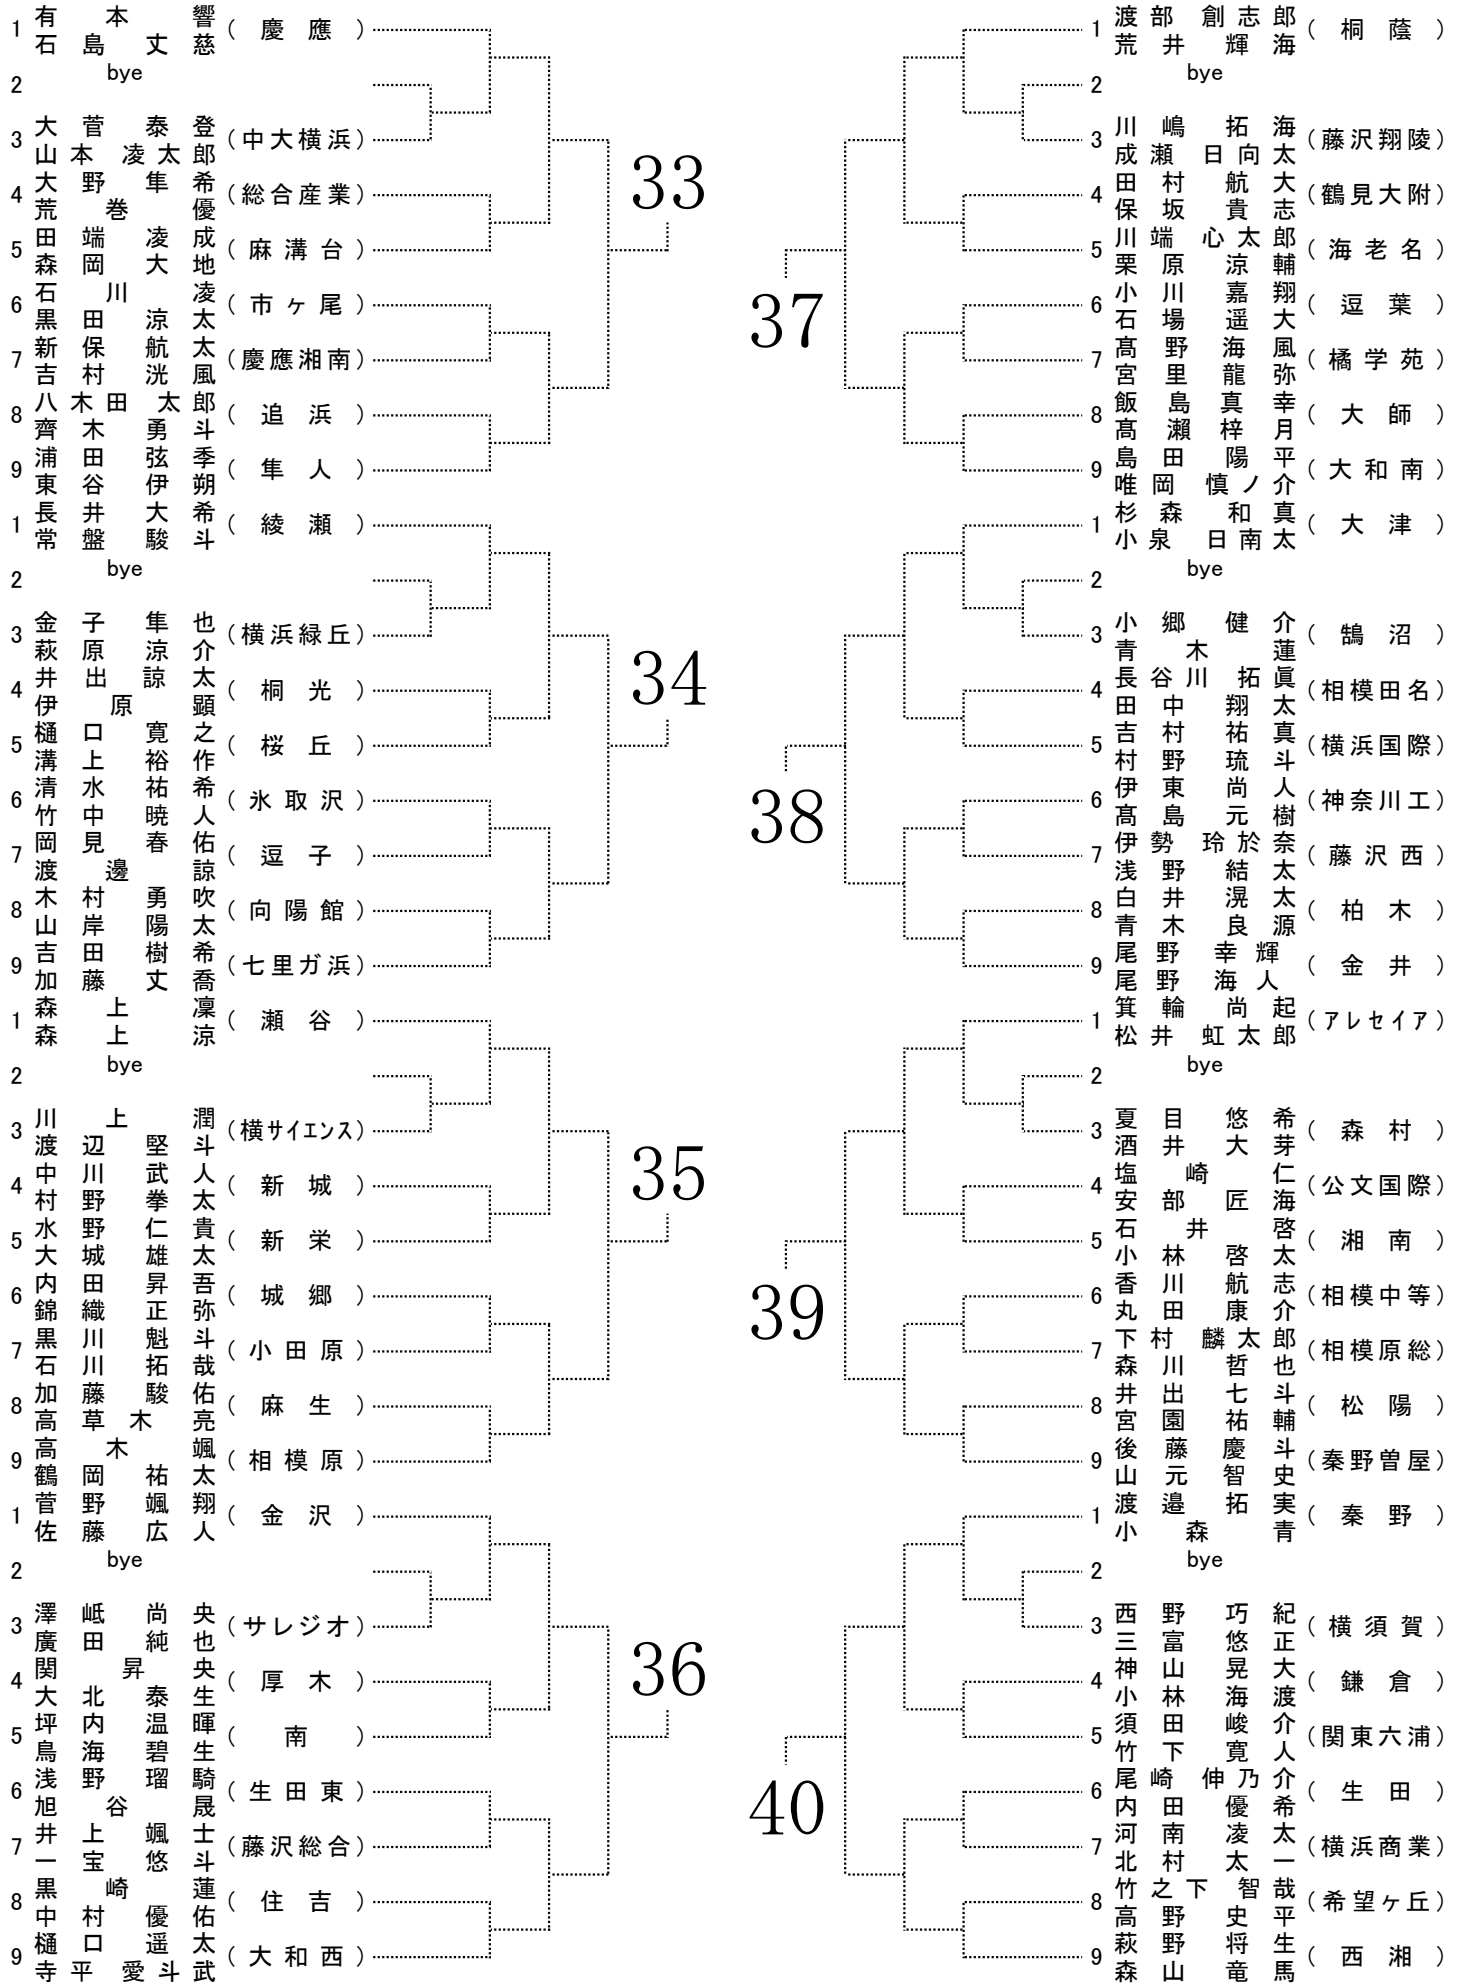 1 有本響 石島丈慈 (慶應)
2 bye
3 大菅泰登 山本凌太郎 (中大横浜)
4 大野隼希 荒巻優 (総合産業)
5 田端凌成 森岡大地 (麻溝台)
6 石川凌 黒田涼太 (市ヶ尾)
7 新保航太 吉村洸風 (慶應湘南)
8 八木田太郎 齊木勇斗 (追浜)
9 浦田弦季 東谷伊朔 (隼人)
33
1 長井大希 常盤駿斗 (綾瀬)
2 bye
3 金子隼也 萩原涼介 (横浜緑丘)
4 井出諒太 伊原顕 (桐光)
5 樋口寛之 溝上裕作 (桜丘)
6 清水祐希 竹中暁人 (氷取沢)
7 岡見春佑 渡邊諒 (逗子)
8 木村勇吹 山岸陽太 (向陽館)
9 吉田樹希 加藤丈喬 (七里ガ浜)
34
1 森上凜 森上涼 (瀬谷)
2 bye
3 川上潤 渡辺堅斗 (横サイエンス)
4 中川武人 村野拳太 (新城)
5 水野仁貴 大城雄太 (新栄)
6 内田昇吾 錦織正弥 (城郷)
7 黒川魁斗 石川拓哉 (小田原)
8 加藤駿佑 高草木亮 (麻生)
9 高木颯 鶴岡祐太 (相模原)
35
1 菅野颯翔 佐藤広人 (金沢)
2 bye
3 澤岻尚央 廣田純也 (サレジオ)
4 関昇央 大北泰生 (厚木)
5 坪内温暉 鳥海碧生 (南)
6 浅野瑠騎 旭谷晟 (生田東)
7 井上颯士 一宝悠斗 (藤沢総合)
8 黒崎蓮 中村優佑 (住吉)
9 樋口遥太 寺平愛斗武 (大和西)
36
1 渡部創志郎 荒井輝海 (桐蔭)
2 bye
3 川嶋拓海 成瀬日向太 (藤沢翔陵)
4 田村航大 保坂貴志 (鶴見大附)
5 川端心太郎 栗原涼輔 (海老名)
6 小川嘉翔 石場遥大 (逗葉)
7 髙野海風 宮里龍弥 (橘学苑)
8 飯島真幸 髙瀨梓月 (大師)
9 島田陽平 唯岡慎ノ介 (大和南)
37
1 杉森和真 小泉日南太 (大津)
2 bye
3 小郷健介 青木蓮 (鵠沼)
4 長谷川拓眞 田中翔太 (相模田名)
5 吉村祐真 村野琉斗 (横浜国際)
6 伊東尚人 髙島元樹 (神奈川工)
7 伊勢玲於奈 浅野結太 (藤沢西)
8 白井滉太 青木良源 (柏木)
9 尾野幸輝 尾野海人 (金井)
38
1 箕輪尚起 松井虹太郎 (アレセイア)
2 bye
3 夏目悠希 酒井大芽 (森村)
4 塩崎仁 安部匠海 (公文国際)
5 石井啓 小林啓太 (湘南)
6 香川航志 丸田康介 (相模中等)
7 下村麟太郎 森川哲也 (相模原総)
8 井出七斗 宮園祐輔 (松陽)
9 後藤慶斗 山元智史 (秦野曽屋)
39
1 渡邉拓実 小森青 (秦野)
2 bye
3 西野巧紀 三富悠正 (横須賀)
4 神山晃大 小林海渡 (鎌倉)
5 須田峻介 竹下寛人 (関東六浦)
6 尾崎伸乃介 内田優希 (生田)
7 河南凌太 北村太一 (横浜商業)
8 竹之下智哉 高野史平 (希望ヶ丘)
9 萩野将生 森山竜馬 (西湘)
40